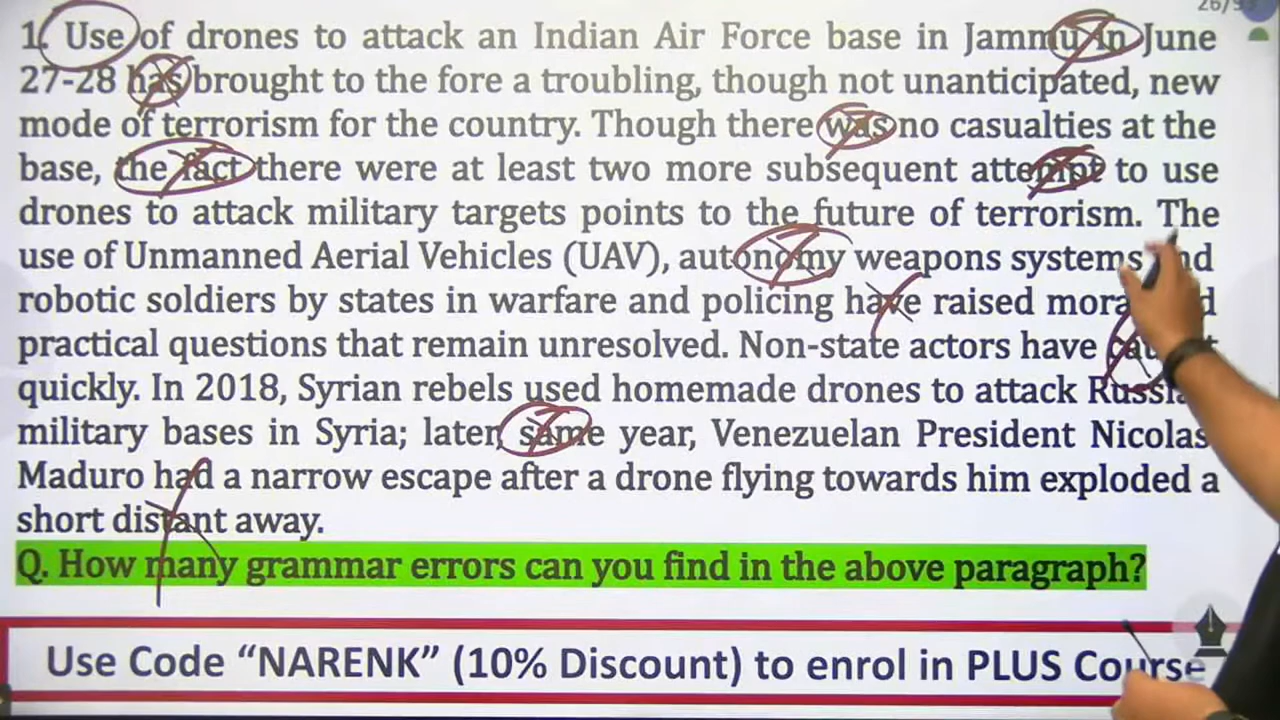 26/93
1. Use of drones to attack an Indian Air Force base in Jammu in June
27-28 has brought to the fore a troubling, though not unanticipated, new
mode of terrorism for the country. Though there was no casualties at the
base, the fact there were at least two more subsequent attempt to use
drones to attack military targets points to the future of terrorism. The
use of Unmanned Aerial Vehicles (UAV), autonomy weapons systems and
robotic soldiers by states in warfare and policing have raised moral and
practical questions that remain unresolved. Non-state actors have
quickly. In 2018, Syrian rebels used homemade drones to attack Russian
military bases in Syria; later, same year, Venezuelan President Nicolas
Maduro had a narrow escape after a drone flying towards him exploded a
short distant away.
Q. How many grammar errors can you find in the above paragraph?
Use Code “NARENK” (10% Discount) to enrol in PLUS Course